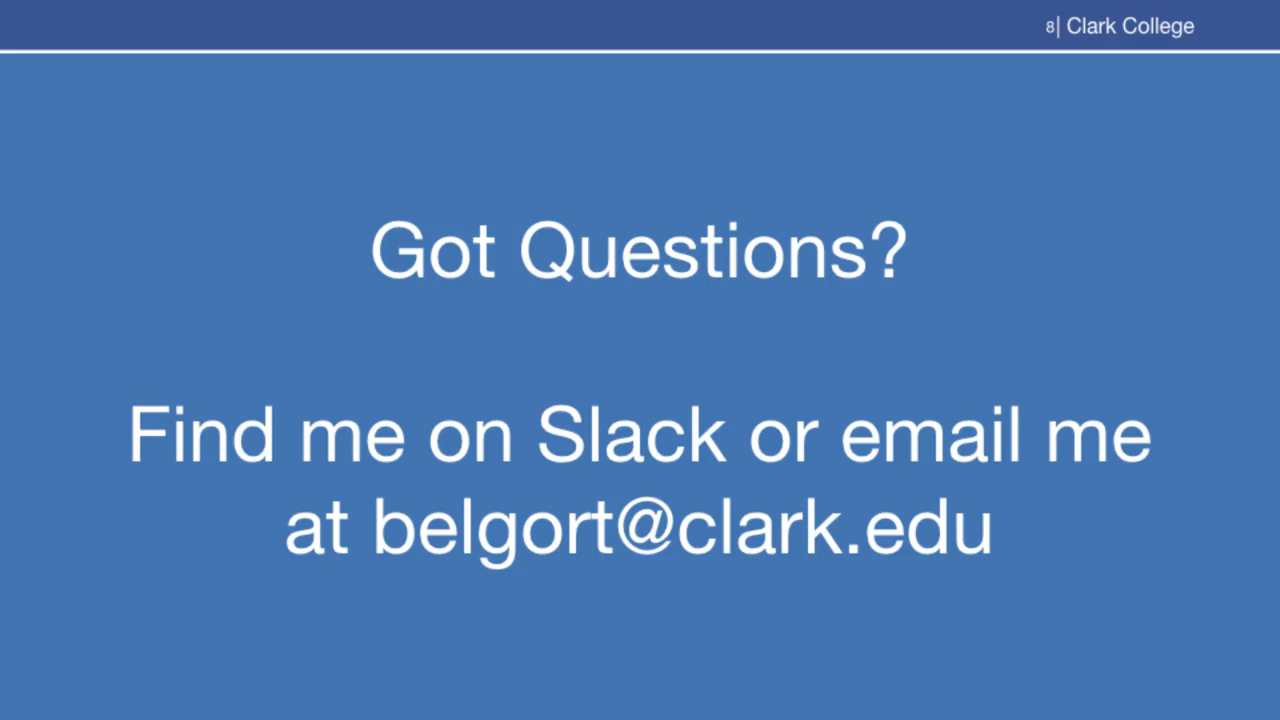 8| Clark College
Got Questions?
Find me on Slack or email me
at belgort@clark.edu